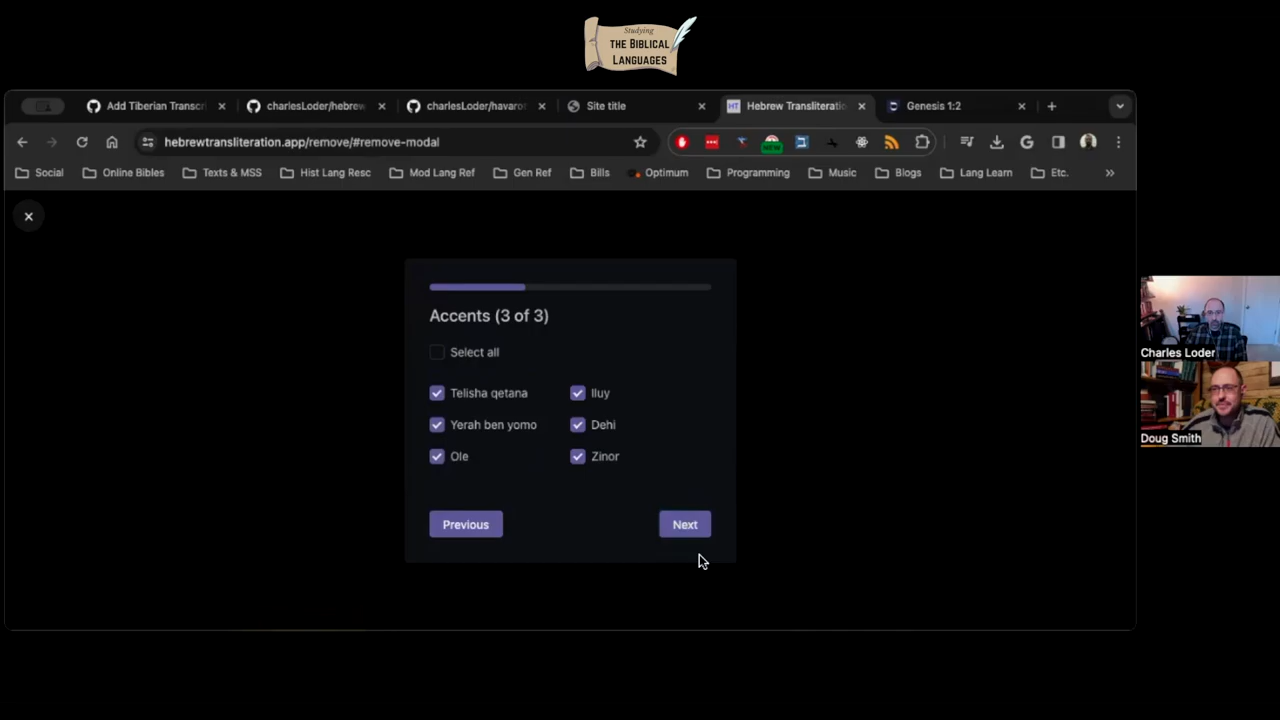 Studying
THE BIBLICAL
LANGUAGES
Add Tiberian Transcri
charlesLoder/hebrew
charlesLoder/havaro
Site title
Hebrew Transliteratio
Genesis 1:2
hebrewtransliteration.app/remove/#remove-modal
Social
Online Bibles
Texts & MSS
Hist Lang Resc
Mod Lang Ref
Gen Ref
Bills
Optimum
Programming
Music
Blogs
Lang Learn
Etc.
Accents (3 of 3)
Select all
Telisha qetana
Iluy
Yerah ben yomo
Dehi
Ole
Zinor
Previous
Next
Charles Loder
Doug Smith